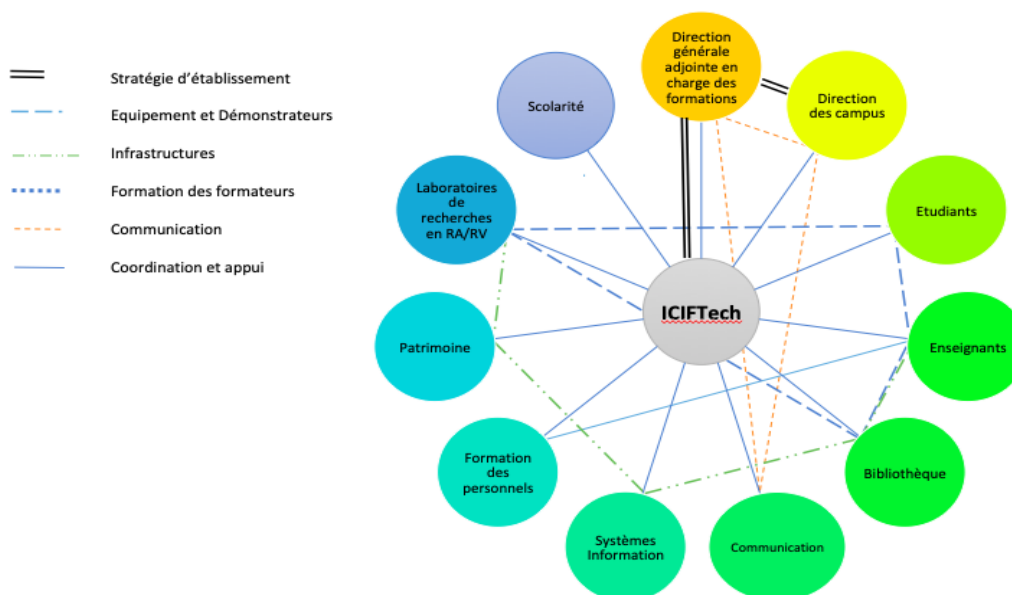 Stratégie d'établissement
Equipement et Démonstrateurs
Infrastructures
Formation des formateurs
Communication
Coordination et appui
Direction
générale
adjointe en
charge des
formations
Direction
des campus
Scolarité
Laboratoires
de
recherches
en RA/RV
Etudiants
ICIFTech
Patrimoine
Enseignants
Formation
des
personnels
Bibliothèque
Systèmes
Information
Communication